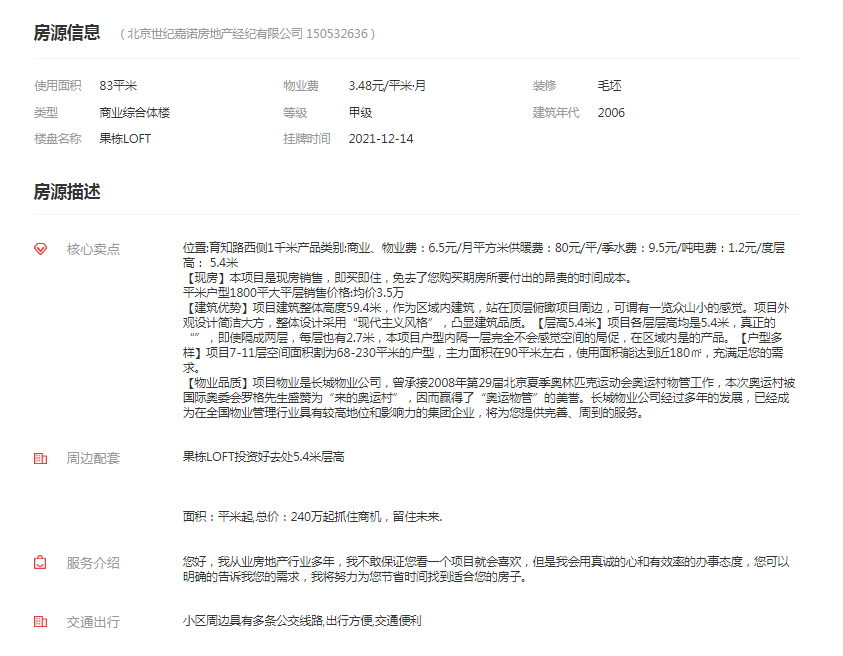 房源信息 （ 北京世纪嘉诺房地产经纪有限公司 150532636 ）
使用面积 83平米 物业费 3.48元/平米·月 装修 毛坯
类型 商业综合体楼 等级 甲级 建筑年代 2006
楼盘名称 果栋LOFT 挂牌时间 2021-12-14
房源描述
核心卖点 位置:育知路西侧1千米产品类别:商业、物业费：6.5元/月平方米供暖费：80元/平/季水费：9.5元/吨电费：1.2元/度层
高： 5.4米
【现房】本项目是现房销售，即买即住，免去了您购买期房所要付出的昂贵的时间成本。
平米户型1800平大平层销售价格:均价3.5万
【建筑优势】项目建筑整体高度59.4米，作为区域内建筑，站在顶层俯瞰项目周边，可谓有一览众山小的感觉。项目外
观设计简洁大方，整体设计采用“现代主义风格”，凸显建筑品质。【层高5.4米】项目各层层高均是5.4米，真正的
“”，即使隔成两层，每层也有2.7米，本项目户型内隔一层完全不会感觉空间的局促，在区域内是的产品。【户型多
样】项目7-11层空间面积割为68-230平米的户型，主力面积在90平米左右，使用面积能达到近180㎡，充满足您的需
求。
【物业品质】项目物业是长城物业公司，曾承接2008年第29届北京夏季奥林匹克运动会奥运村物管工作，本次奥运村被
国际奥委会罗格先生盛赞为“来的奥运村”，因而赢得了“奥运物管”的美誉。长城物业公司经过多年的发展，已经成
为在全国物业管理行业具有较高地位和影响力的集团企业，将为您提供完善、周到的服务。
周边配套 果栋LOFT投资好去处5.4米层高
面积：平米起,总价：240万起抓住商机，留住未来.
服务介绍 您好，我从业房地产行业多年，我不敢保证您看一个项目就会喜欢，但是我会用真诚的心和有效率的办事态度，您可以
明确的告诉我您的需求，我将努力为您节省时间找到适合您的房子。
交通出行 小区周边具有多条公交线路,出行方便,交通便利